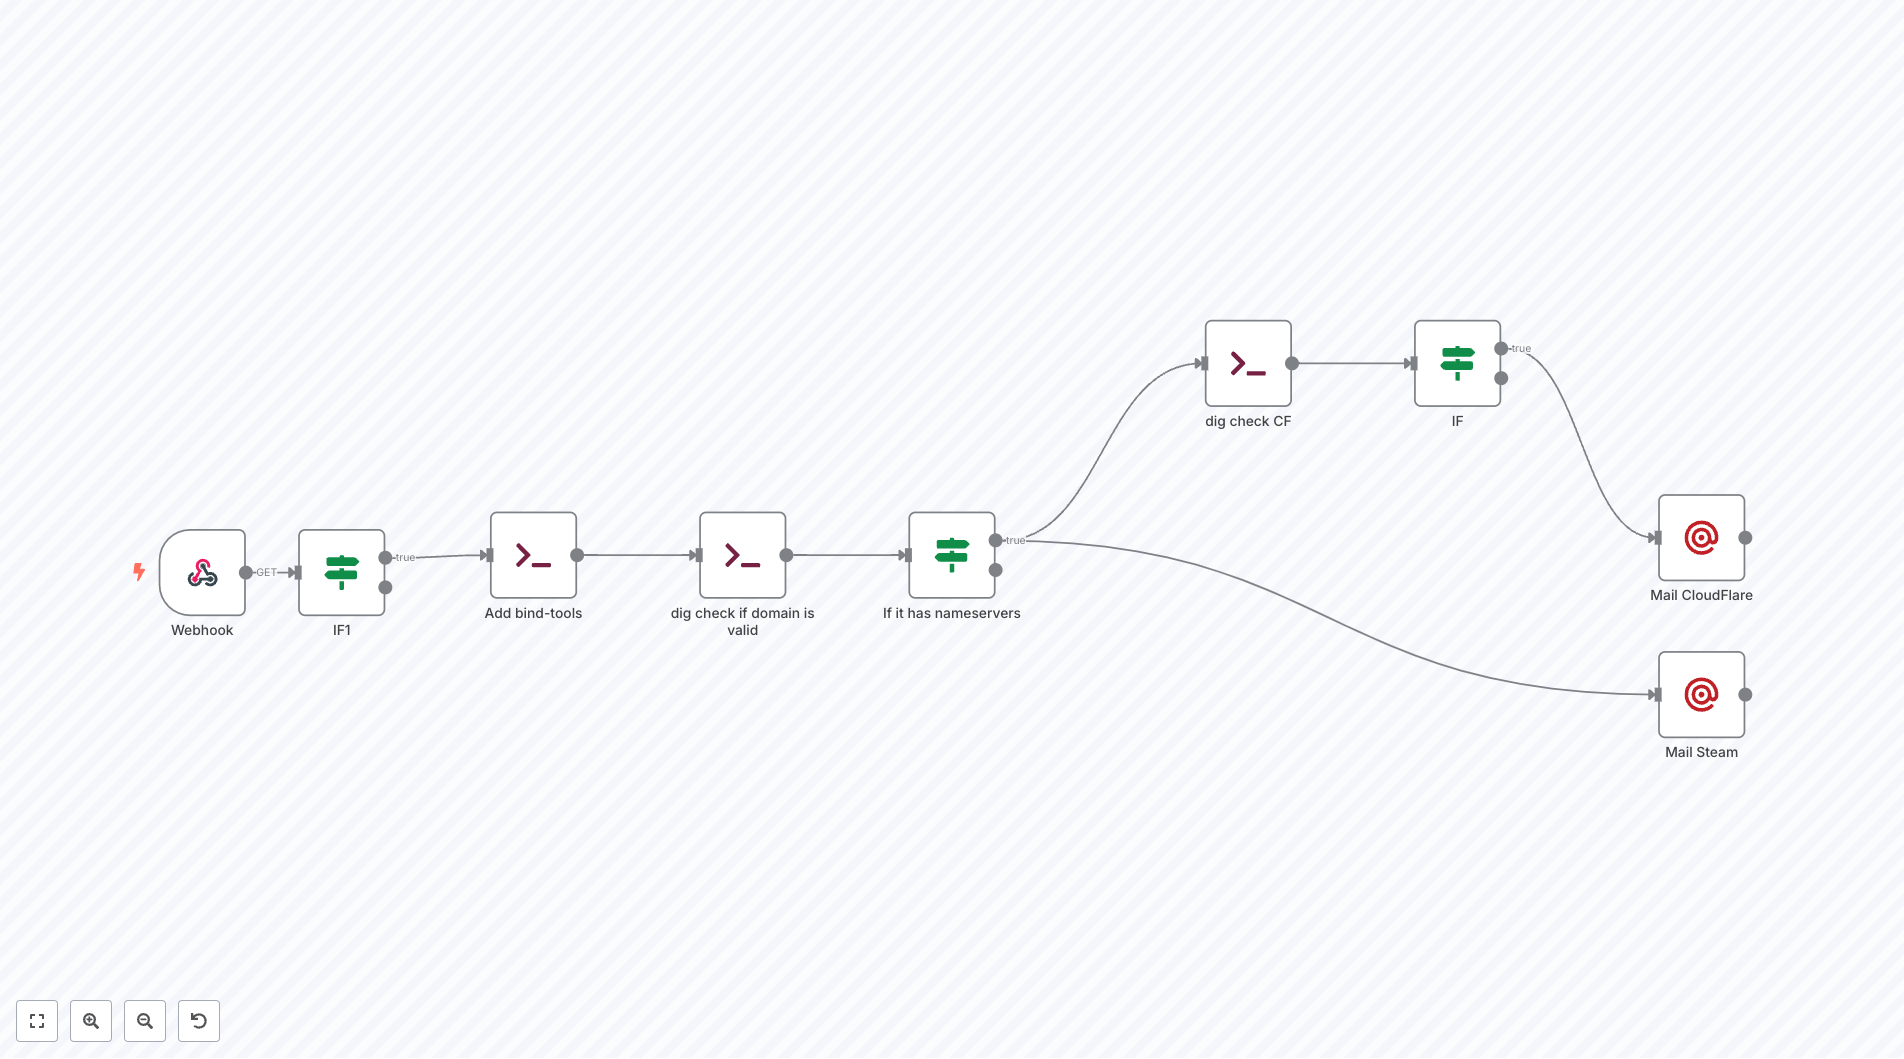 GET
Webhook
true
IF1
Add bind-tools
dig check if domain is
valid
true
If it has nameservers
dig check CF
true
IF
Mail CloudFlare
Mail Steam